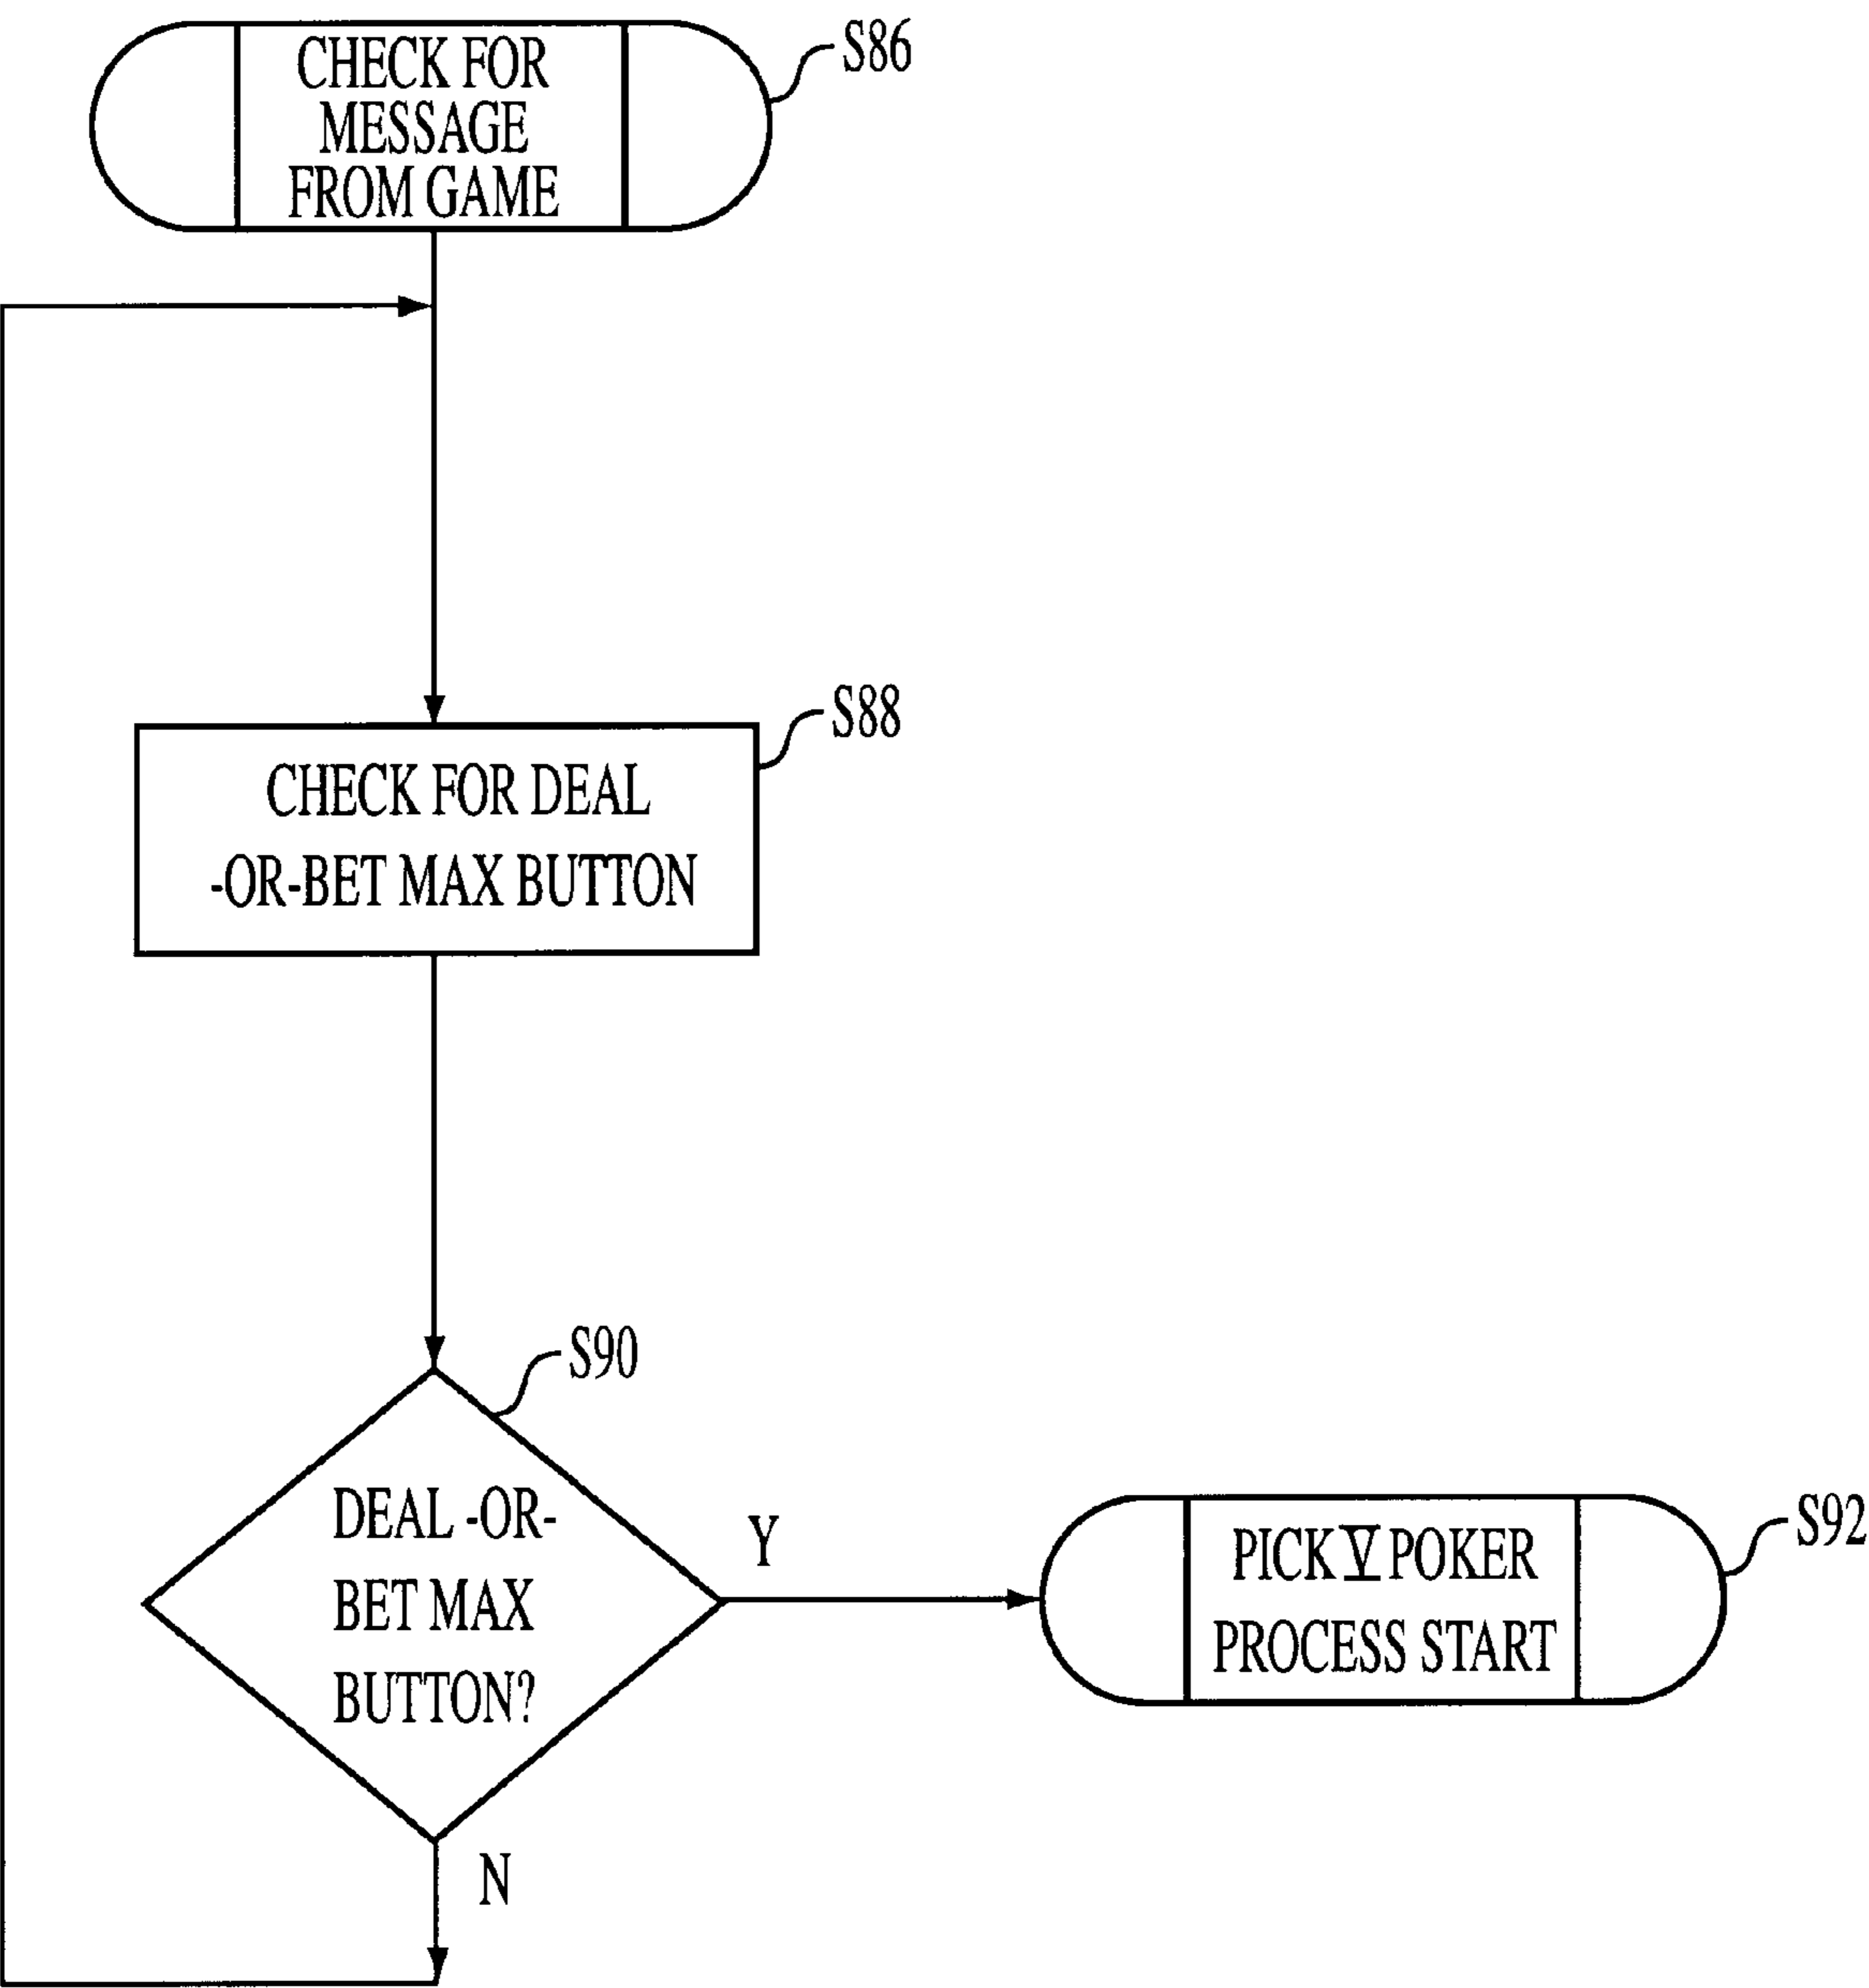 CHECK FOR
MESSAGE
FROM GAME
S86
CHECK FOR DEAL
-OR-BET MAX BUTTON
S88
S90
DEAL -OR-
BET MAX
BUTTON?
Y
N
PICK V POKER
PROCESS START
S92